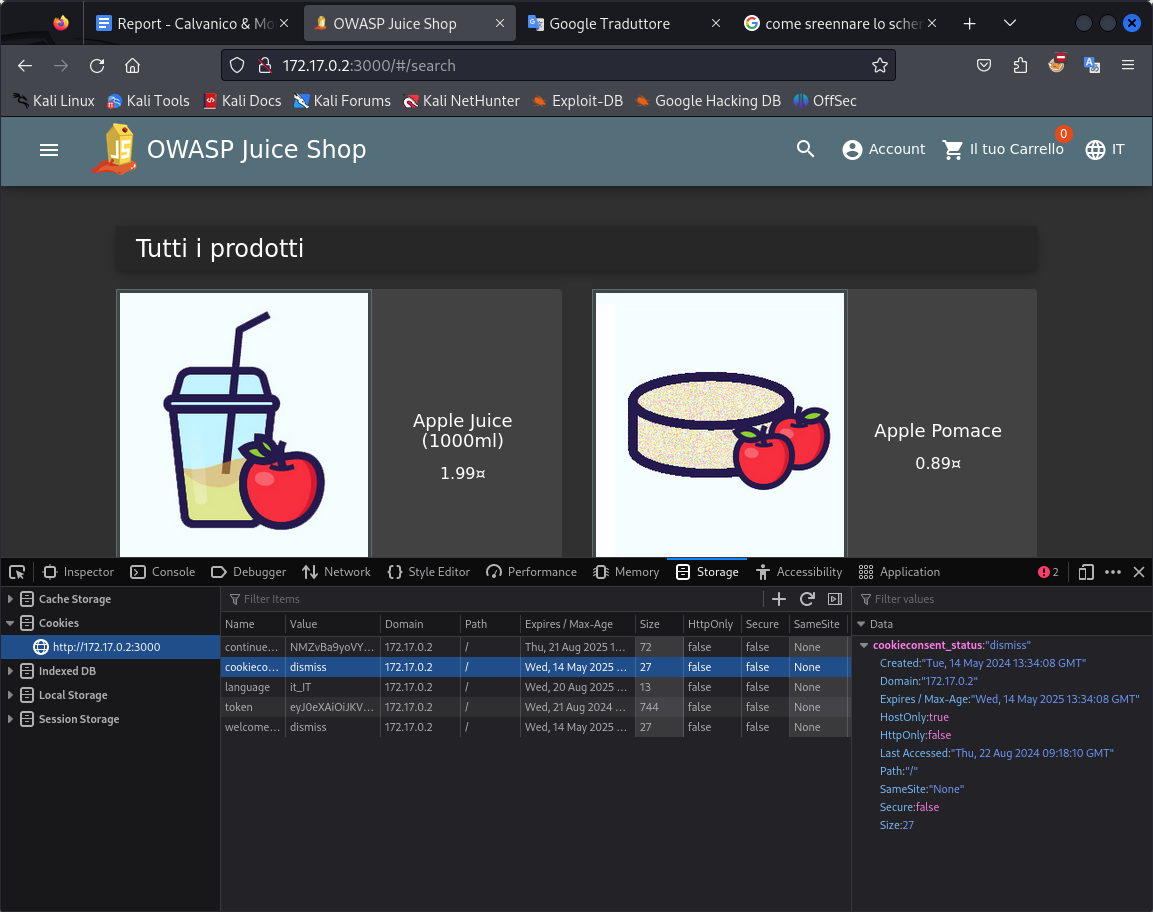 Report - Calvanico & Mo
OWASP Juice Shop
Google Traduttore
come sreennare lo scher
172.17.0.2:3000/#/search
Kali Linux
Kali Tools
Kali Docs
Kali Forums
Kali NetHunter
Exploit-DB
Google Hacking DB
OffSec
JS
OWASP Juice Shop
Account
Il tuo Carrello
0
IT
Tutti i prodotti
Apple Juice
(1000ml)
1.99¤
Apple Pomace
0.89¤
Inspector
Console
Debugger
Network
Style Editor
Performance
Memory
Storage
Accessibility
Application
2
Cache Storage
Cookies
http://172.17.0.2:3000
Indexed DB
Local Storage
Session Storage
Filter Items
Name Value Domain Path Expires / Max-Age Size HttpOnly Secure SameSite
continue… NMZvBa9yoVY… 172.17.0.2 / Thu, 21 Aug 2025 1… 72 false false None
cookieco… dismiss 172.17.0.2 / Wed, 14 May 2025 … 27 false false None
language it_IT 172.17.0.2 / Wed, 20 Aug 2025 … 13 false false None
token eyJ0eXAiOiJKV… 172.17.0.2 / Wed, 21 Aug 2024 … 744 false false None
welcome… dismiss 172.17.0.2 / Wed, 14 May 2025 … 27 false false None
Filter values
Data
cookieconsent_status:"dismiss"
Created:"Tue, 14 May 2024 13:34:08 GMT"
Domain:"172.17.0.2"
Expires / Max-Age:"Wed, 14 May 2025 13:34:08 GMT"
HostOnly:true
HttpOnly:false
Last Accessed:"Thu, 22 Aug 2024 09:18:10 GMT"
Path:"/"
SameSite:"None"
Secure:false
Size:27